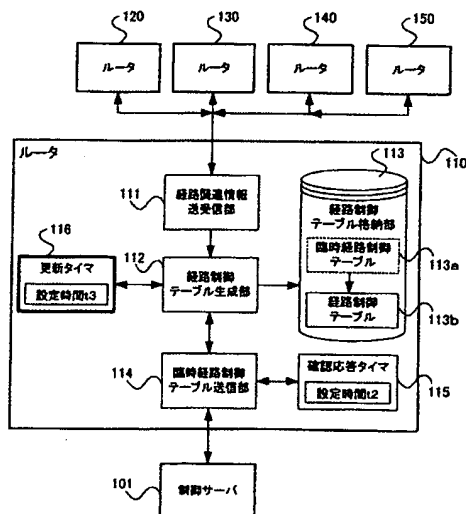 120
130
140
150
ルータ
ルータ
ルータ
ルータ
ルータ
113
110
111
経路関連情報
送受信部
経路制御
テーブル格納部
116
112
臨時経路制御
テーブル
113a
更新タイマ
設定時間t3
経路制御
テーブル生成部
経路制御
テーブル
113b
114
臨時経路制御
テーブル送信部
確認応答タイマ
設定時間t2
115
101
制御サーバ